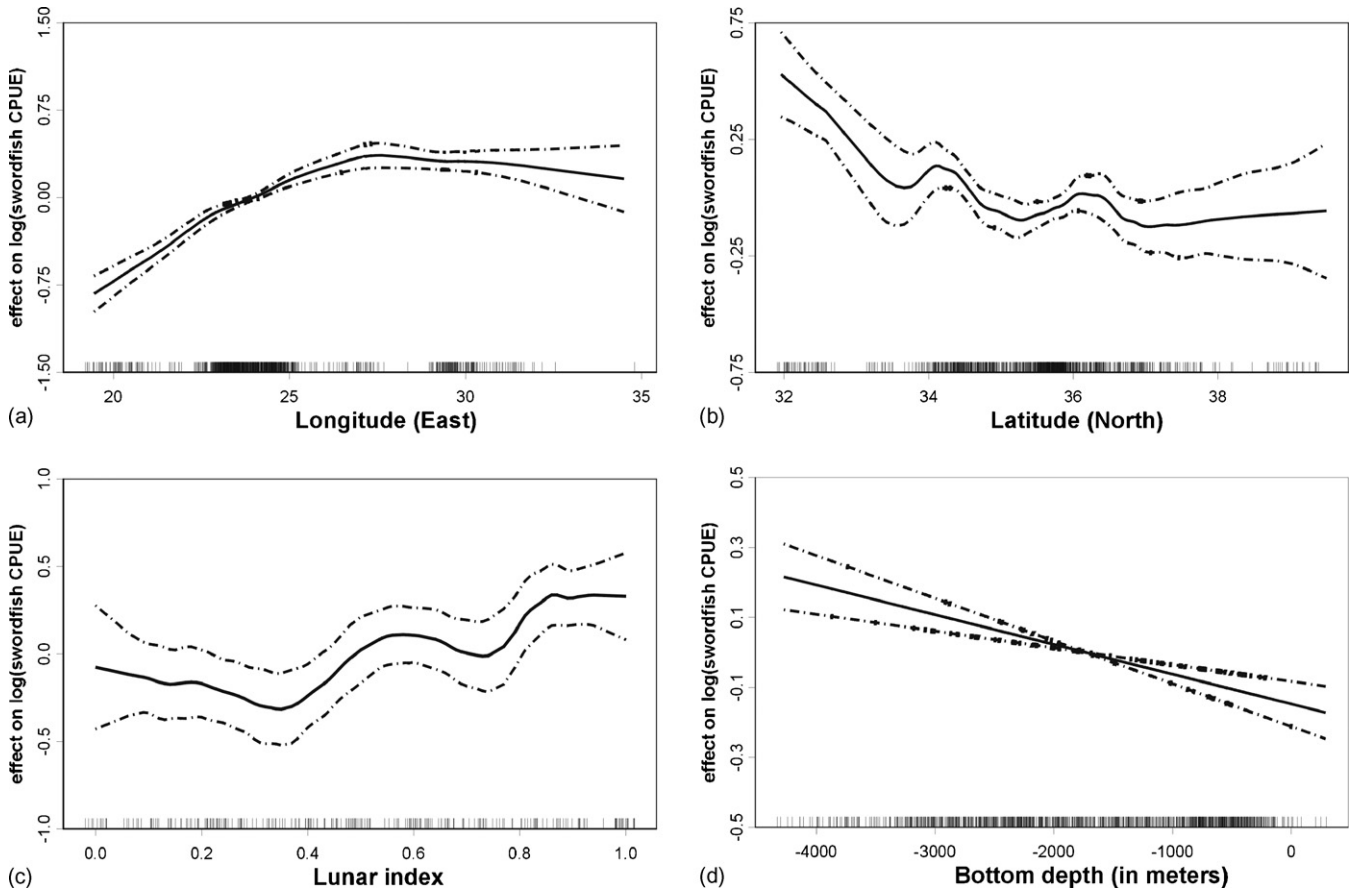 effect on log(swordfish CPUE)
1.50
0.75
0.00
-0.75
-1.50
20 25 30 35
(a) Longitude (East)
effect on log(swordfish CPUE)
0.75
0.25
-0.25
-0.75
32 34 36 38
(b) Latitude (North)
effect on log(swordfish CPUE)
1.0
0.5
0.0
-0.5
-1.0
0.0 0.2 0.4 0.6 0.8 1.0
(c) Lunar index
effect on log(swordfish CPUE)
0.5
0.3
0.1
-0.1
-0.3
-0.5
-4000 -3000 -2000 -1000 0
(d) Bottom depth (in meters)